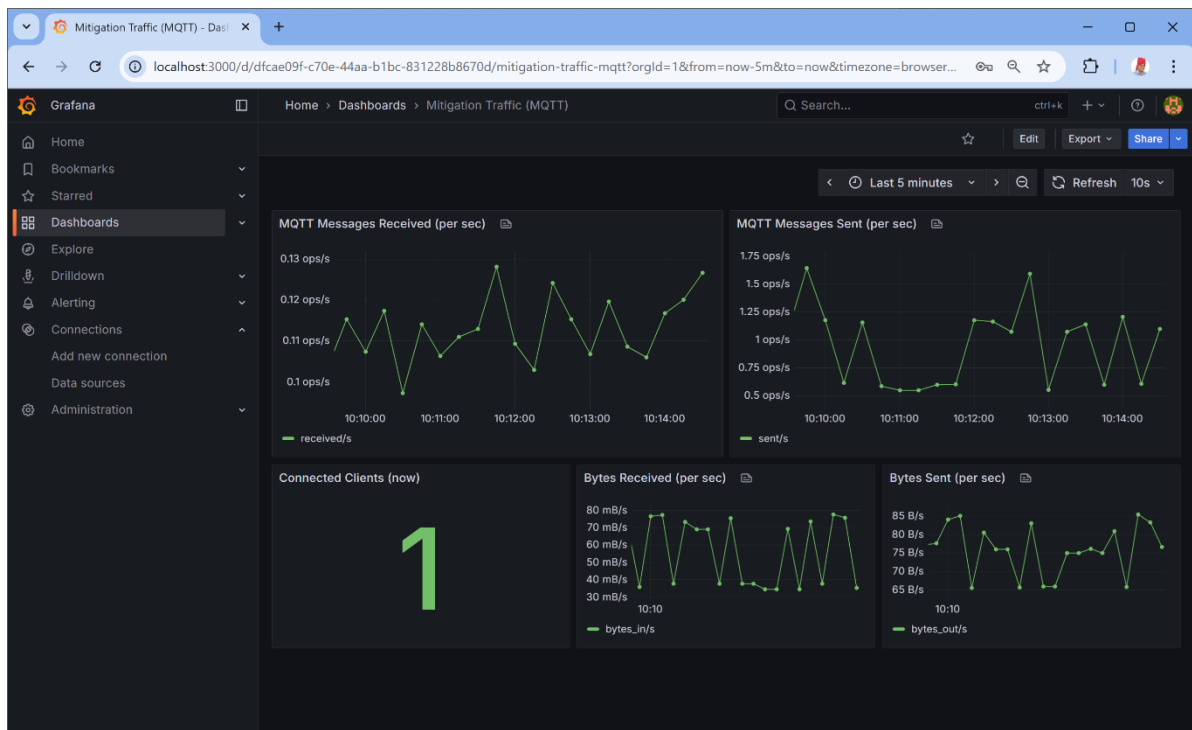 Mitigation Traffic (MQTT) - Das
localhost:3000/d/dfcae09f-c70e-44aa-b1bc-831228b8670d/mitigation-traffic-mqtt?orgId=1&from=now-5m&to=now&timezone=browser...
Grafana
Home › Dashboards › Mitigation Traffic (MQTT)
Search...
ctrl+k
Home
Bookmarks
Starred
Dashboards
Explore
Drilldown
Alerting
Connections
Add new connection
Data sources
Administration
Edit
Export
Share
Last 5 minutes
Refresh 10s
MQTT Messages Received (per sec)
0.13 ops/s
0.12 ops/s
0.11 ops/s
0.1 ops/s
10:10:00 10:11:00 10:12:00 10:13:00 10:14:00
received/s
MQTT Messages Sent (per sec)
1.75 ops/s
1.5 ops/s
1.25 ops/s
1 ops/s
0.75 ops/s
0.5 ops/s
10:10:00 10:11:00 10:12:00 10:13:00 10:14:00
sent/s
Connected Clients (now)
1
Bytes Received (per sec)
80 mB/s
70 mB/s
60 mB/s
50 mB/s
40 mB/s
30 mB/s
10:10
bytes_in/s
Bytes Sent (per sec)
85 B/s
80 B/s
75 B/s
70 B/s
65 B/s
10:10
bytes_out/s